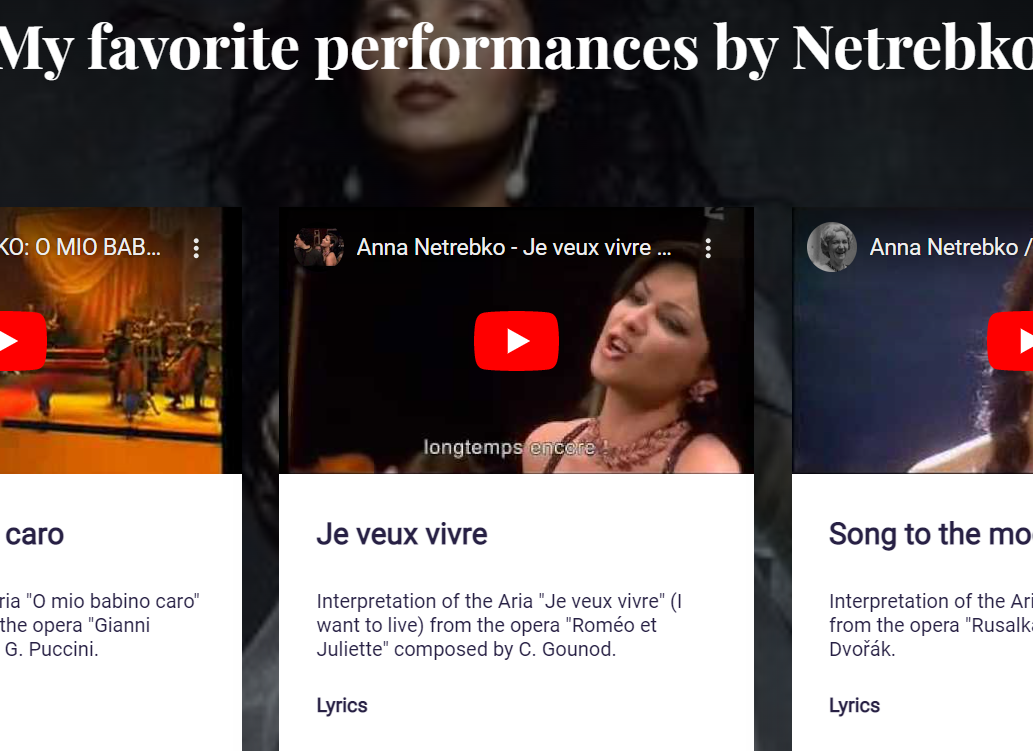 My favorite performances by Netrebko
KO: O MIO BAB...
Anna Netrebko - Je veux vivre ...
Anna Netrebko /
longtemps encore !
caro
Je veux vivre
Song to the mo
ria "O mio babino caro"
the opera "Gianni
G. Puccini.
Interpretation of the Aria "Je veux vivre" (I
want to live) from the opera "Roméo et
Juliette" composed by C. Gounod.
Lyrics
Interpretation of the Ari
from the opera "Rusalka
Dvořák.
Lyrics